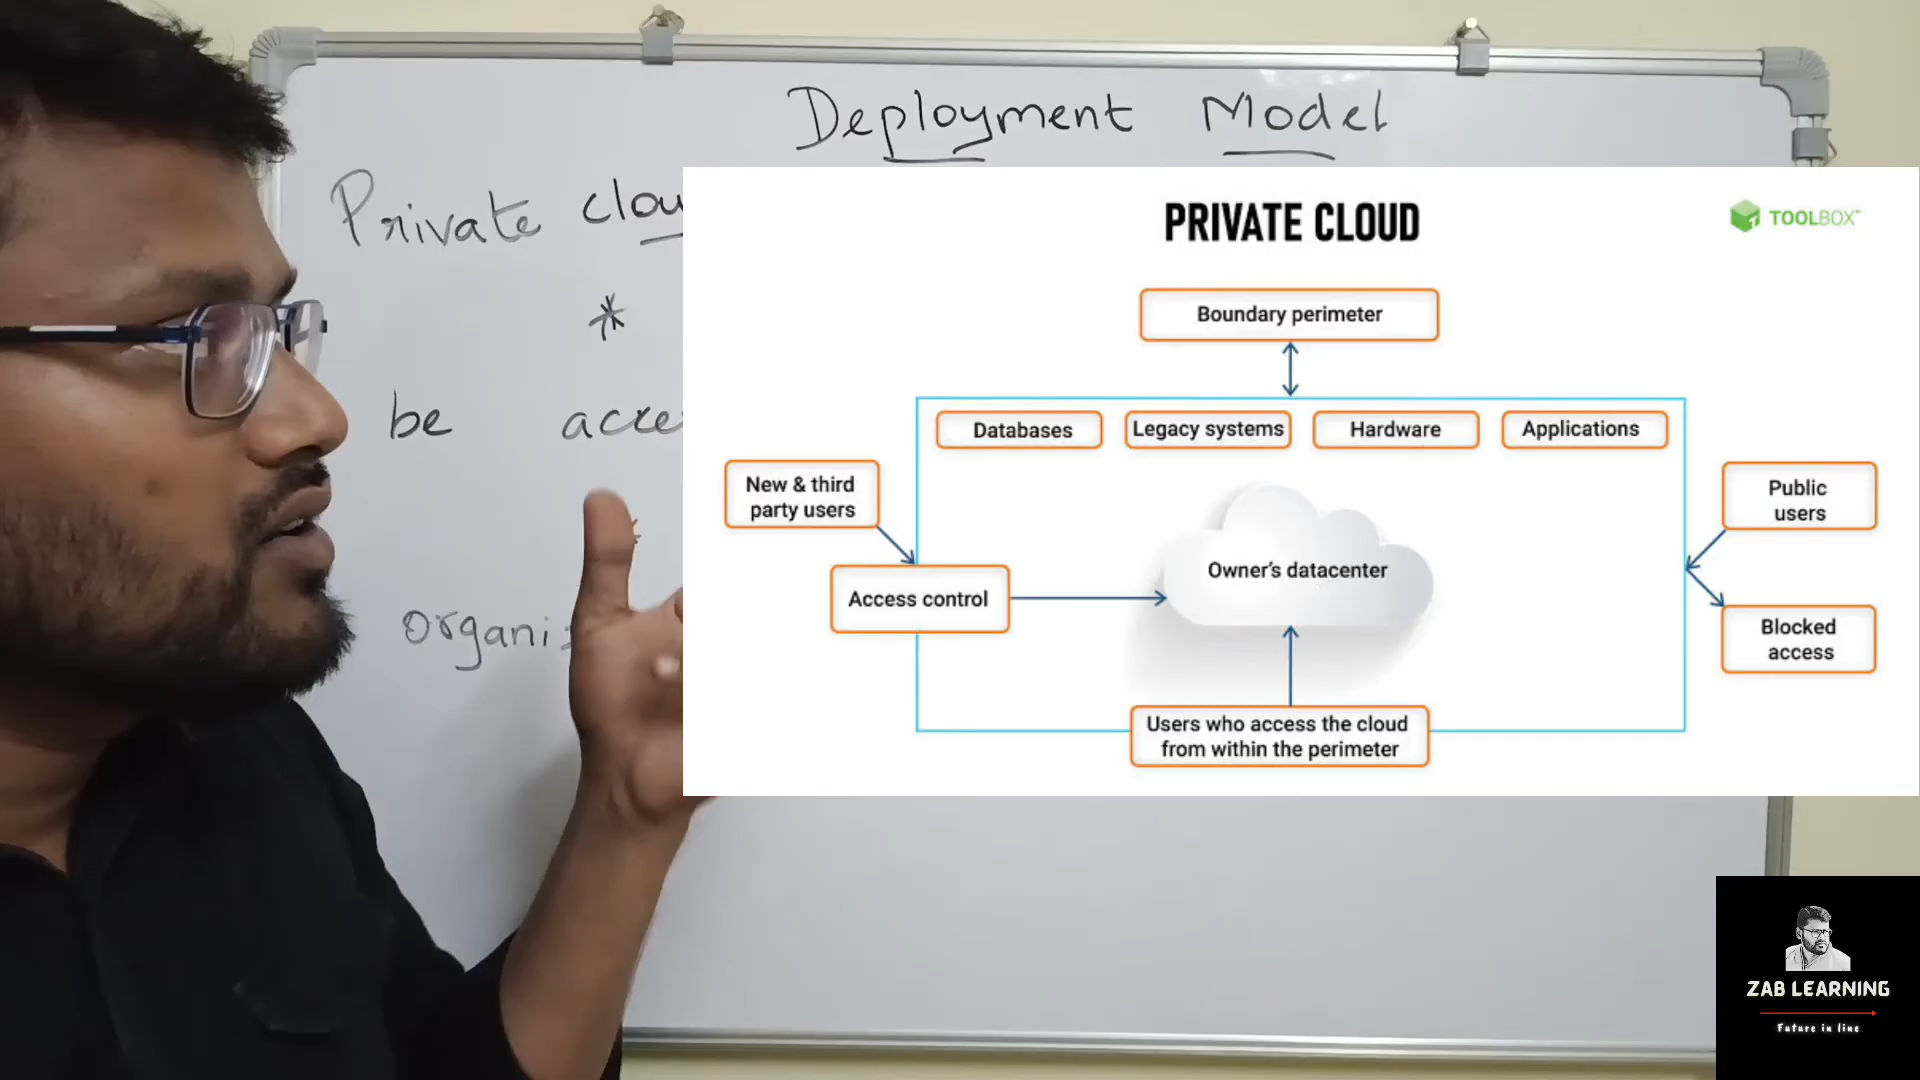 Deployment Model
Private clou
*
be acce
*
organi
PRIVATE CLOUD
TOOLBOX™
Boundary perimeter
Databases
Legacy systems
Hardware
Applications
New & third
party users
Public
users
Owner's datacenter
Access control
Blocked
access
Users who access the cloud
from within the perimeter
ZAB LEARNING
Future in line